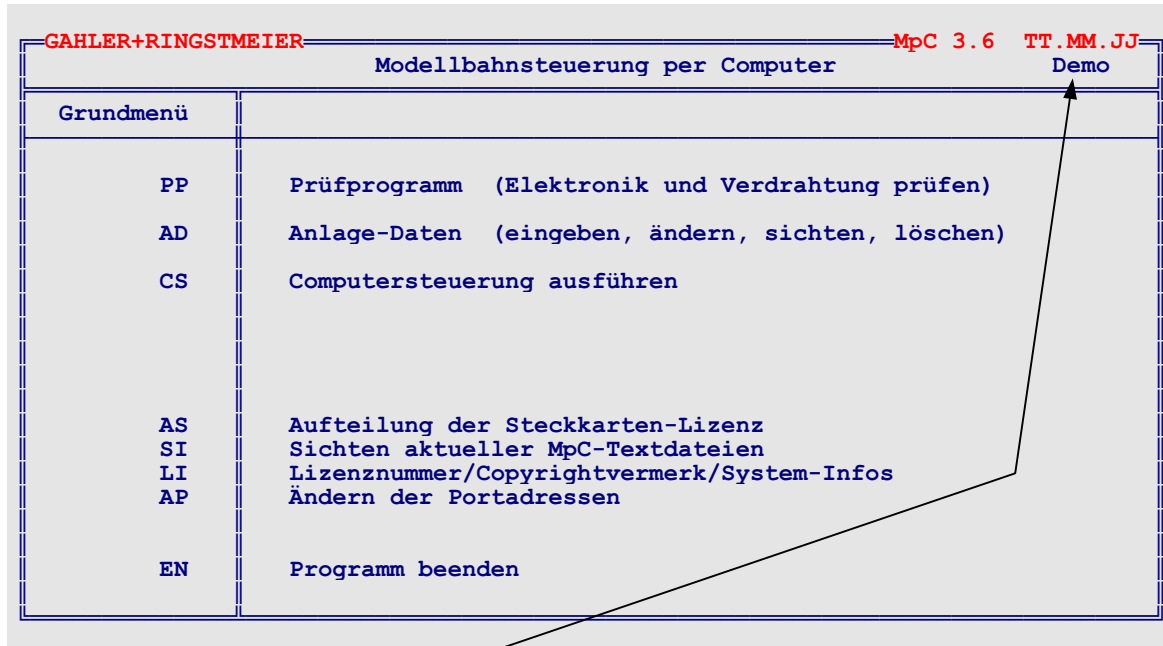 GAHLER+RINGSTMEIER MpC 3.6 TT.MM.JJ
Modellbahnsteuerung per Computer Demo
Grundmenü
PP Prüfprogramm (Elektronik und Verdrahtung prüfen)
AD Anlage-Daten (eingeben, ändern, sichten, löschen)
CS Computersteuerung ausführen
AS Aufteilung der Steckkarten-Lizenz
SI Sichten aktueller MpC-Textdateien
LI Lizenznummer/Copyrightvermerk/System-Infos
AP Ändern der Portadressen
EN Programm beenden